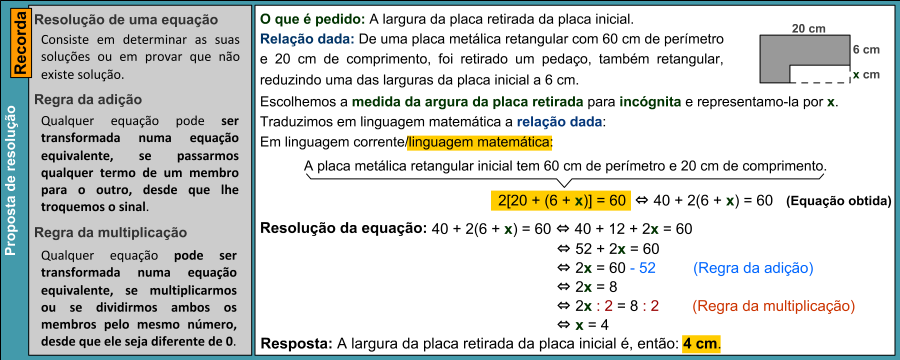 Proposta de resolução
Recorda
Resolução de uma equação
Consiste em determinar as suas
soluções ou em provar que não
existe solução.
Regra da adição
Qualquer equação pode ser
transformada numa equação
equivalente, se passarmos
qualquer termo de um membro
para o outro, desde que lhe
troquemos o sinal.
Regra da multiplicação
Qualquer equação pode ser
transformada numa equação
equivalente, se multiplicarmos
ou se dividirmos ambos os
membros pelo mesmo número,
desde que ele seja diferente de 0.
O que é pedido: A largura da placa retirada da placa inicial.
Relação dada: De uma placa metálica retangular com 60 cm de perímetro
e 20 cm de comprimento, foi retirado um pedaço, também retangular,
reduzindo uma das larguras da placa inicial a 6 cm.
20 cm
6 cm
x cm
Escolhemos a medida da argura da placa retirada para incógnita e representamo-la por x.
Traduzimos em linguagem matemática a relação dada:
Em linguagem corrente/linguagem matemática:
A placa metálica retangular inicial tem 60 cm de perímetro e 20 cm de comprimento.
2[20 + (6 + x)] = 60 ⇔ 40 + 2(6 + x) = 60 (Equação obtida)
Resolução da equação: 40 + 2(6 + x) = 60 ⇔ 40 + 12 + 2x = 60
⇔ 52 + 2x = 60
⇔ 2x = 60 - 52 (Regra da adição)
⇔ 2x = 8
⇔ 2x : 2 = 8 : 2 (Regra da multiplicação)
⇔ x = 4
Resposta: A largura da placa retirada da placa inicial é, então: 4 cm.